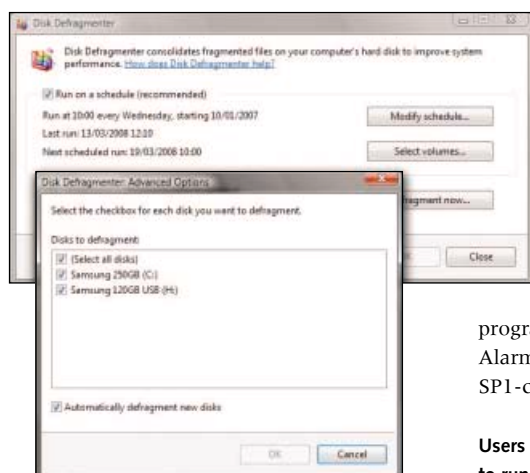 Disk Defragmenter
Disk Defragmenter consolidates fragmented files on your computer's hard disk to improve system
performance. How does Disk Defragmenter help?
Run on a schedule (recommended)
Run at 10:00 every Wednesday, starting 10/01/2007
Modify schedule...
Last run: 13/03/2008 12:10
Next scheduled run: 19/03/2008 10:00
Select volumes...
Disk Defragmenter: Advanced Options
Select the checkbox for each disk you want to defragment.
fragment now...
Disks to defragment:
(Select all disks)
Samsung 250GB (C:)
Samsung 120GB USB (H:)
Close
Automatically defragment new disks
OK
Cancel
progra
Alarm
SP1-c
Users
to run